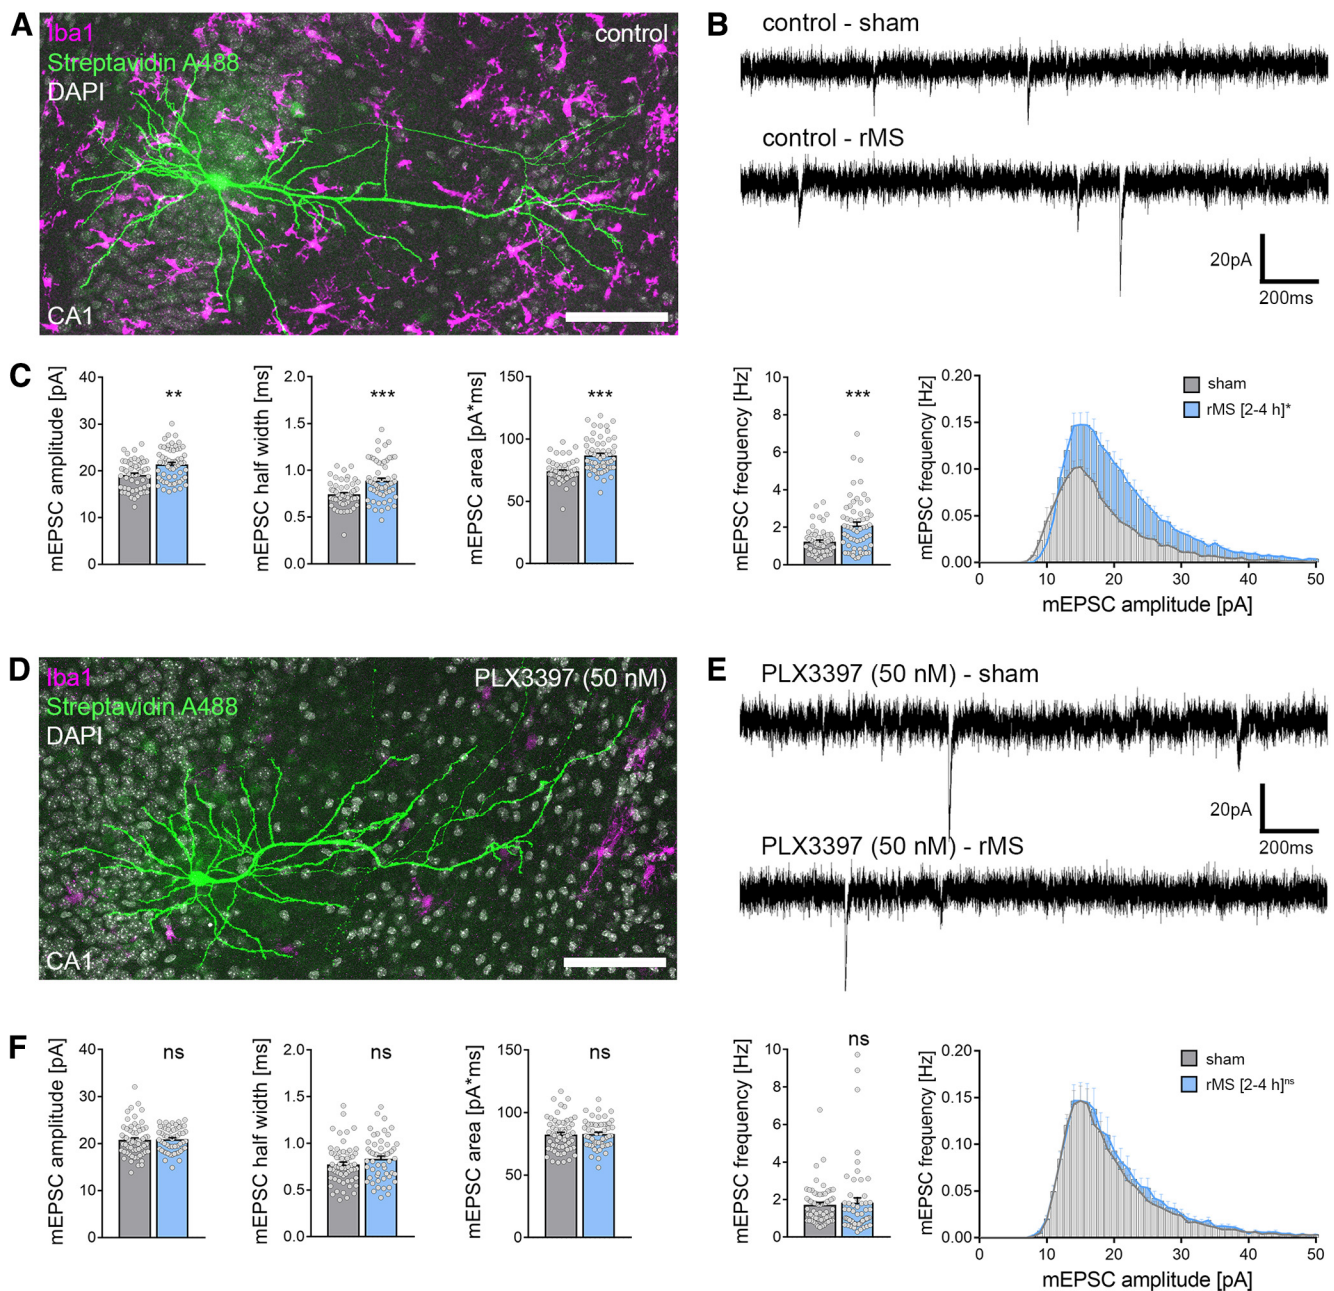 A
Iba1
Streptavidin A488
DAPI
control
CA1
B
control - sham
control - rMS
20pA
200ms
C
mEPSC amplitude [pA]
40
30
20
10
0
**
mEPSC half width [ms]
2.0
1.5
1.0
0.5
0.0
***
mEPSC area [pA*ms]
150
100
50
0
***
mEPSC frequency [Hz]
10
8
6
4
2
0
***
mEPSC frequency [Hz]
0.20
0.15
0.10
0.05
0.00
0 10 20 30 40 50
mEPSC amplitude [pA]
sham
rMS [2-4 h]*
D
Iba1
Streptavidin A488
DAPI
PLX3397 (50 nM)
CA1
E
PLX3397 (50 nM) - sham
20pA
200ms
PLX3397 (50 nM) - rMS
F
mEPSC amplitude [pA]
40
30
20
10
0
ns
mEPSC half width [ms]
2.0
1.5
1.0
0.5
0.0
ns
mEPSC area [pA*ms]
150
100
50
0
ns
mEPSC frequency [Hz]
10
8
6
4
2
0
ns
mEPSC frequency [Hz]
0.20
0.15
0.10
0.05
0.00
0 10 20 30 40 50
mEPSC amplitude [pA]
sham
rMS [2-4 h]ns